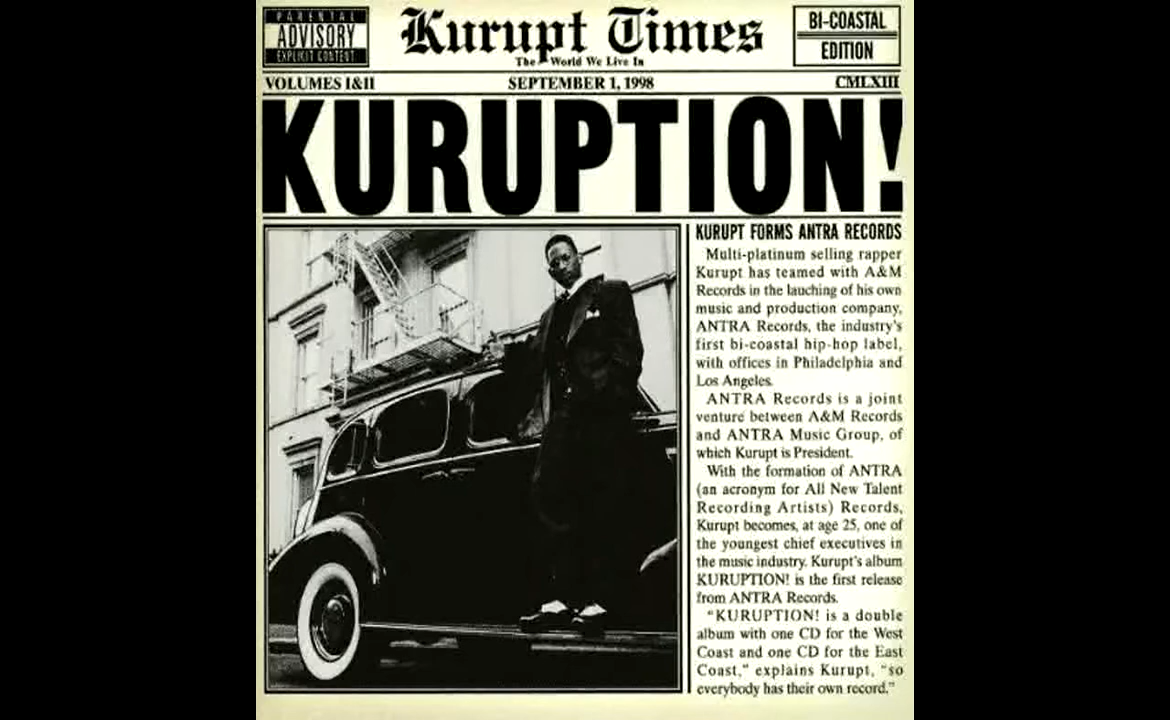 PARENTAL
ADVISORY
EXPLICIT CONTENT
Kurupt Times
The World We Live In
BI-COASTAL
EDITION
VOLUMES I&II
SEPTEMBER 1, 1998
CMLXIII
KURUPTION!
KURUPT FORMS ANTRA RECORDS
Multi-platinum selling rapper
Kurupt has teamed with A&M
Records in the lauching of his own
music and production company,
ANTRA Records, the industry's
first bi-coastal hip-hop label,
with offices in Philadelphia and
Los Angeles.
ANTRA Records is a joint
venture between A&M Records
and ANTRA Music Group, of
which Kurupt is President.
With the formation of ANTRA
(an acronym for All New Talent
Recording Artists) Records,
Kurupt becomes, at age 25, one of
the youngest chief executives in
the music industry. Kurupt's album
KURUPTION! is the first release
from ANTRA Records.
"KURUPTION! is a double
album with one CD for the West
Coast and one CD for the East
Coast," explains Kurupt, "so
everybody has their own record."